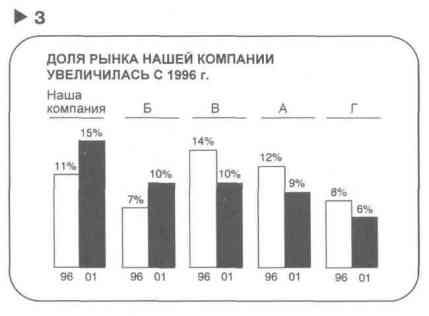 ▶ 3
ДОЛЯ РЫНКА НАШЕЙ КОМПАНИИ
УВЕЛИЧИЛАСЬ С 1996 г.
Наша
компания Б В А Г
11% 15% 7% 10% 14% 10% 12% 9% 8% 6%
96 01 96 01 96 01 96 01 96 01